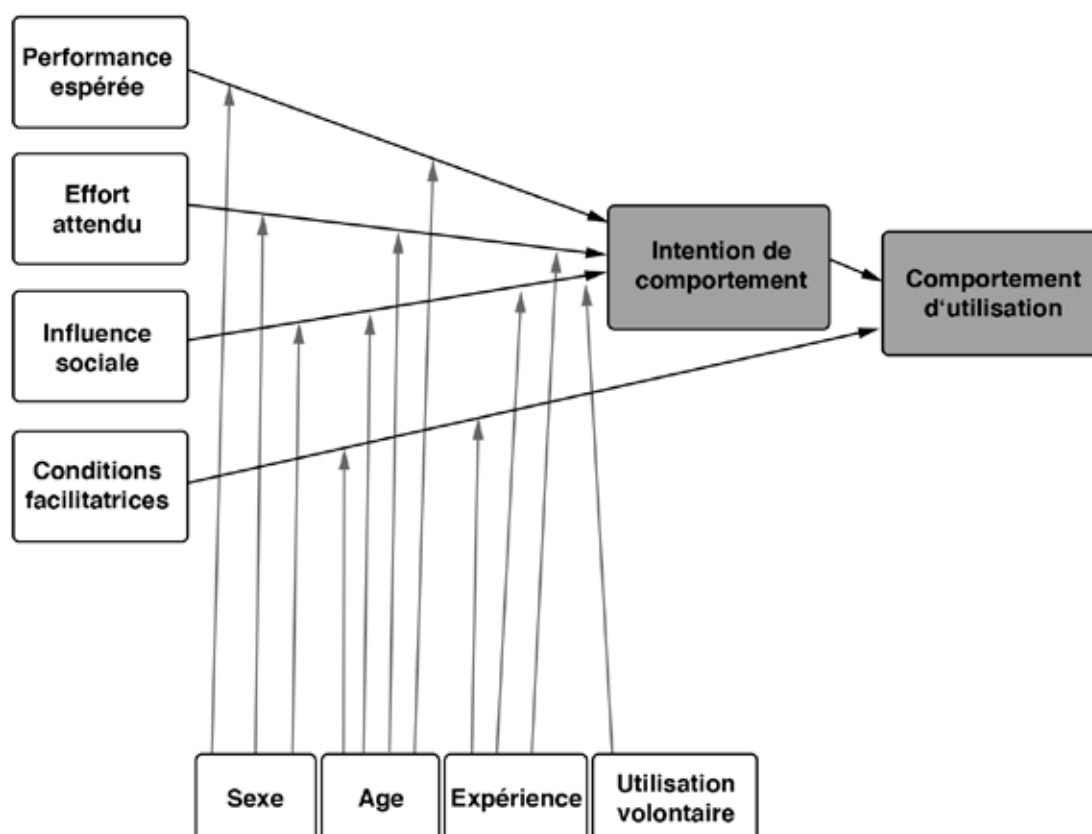 Performance
espérée
Effort
attendu
Influence
sociale
Conditions
facilitatrices
Intention de
comportement
Comportement
d‘utilisation
Sexe
Age
Expérience
Utilisation
volontaire